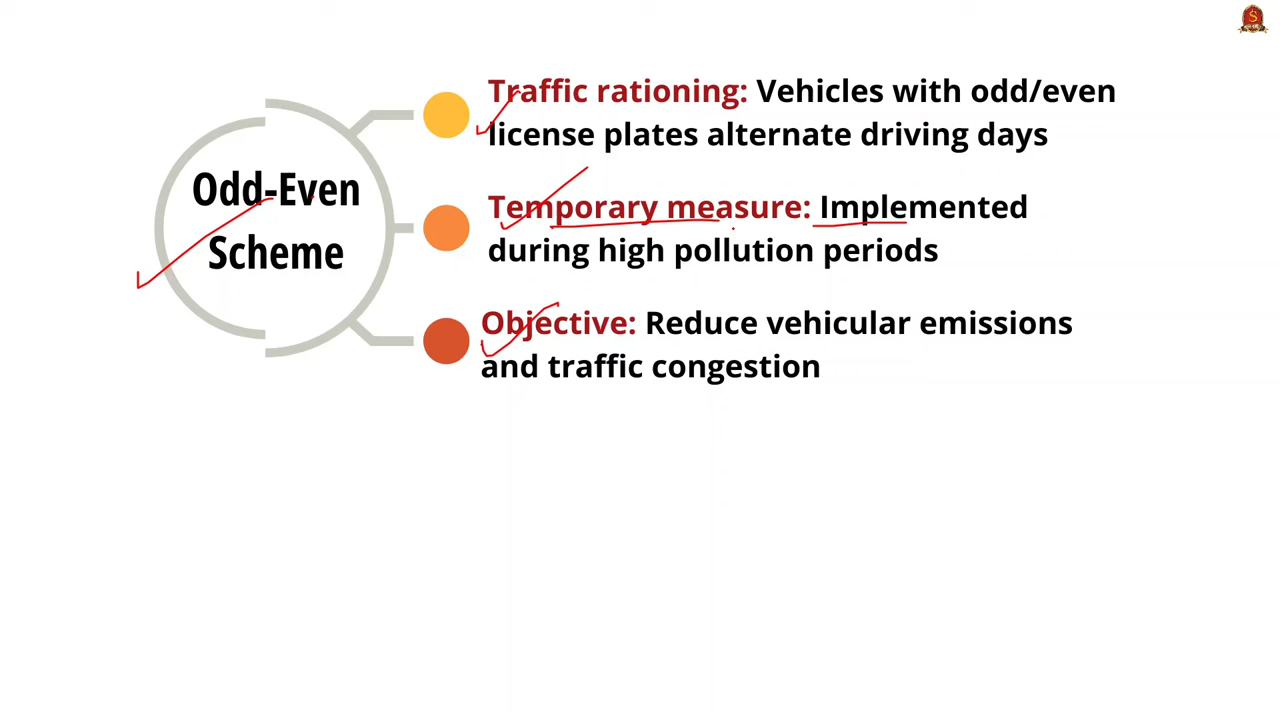 Odd-Even
Scheme
Traffic rationing: Vehicles with odd/even
license plates alternate driving days
Temporary measure: Implemented
during high pollution periods
Objective: Reduce vehicular emissions
and traffic congestion